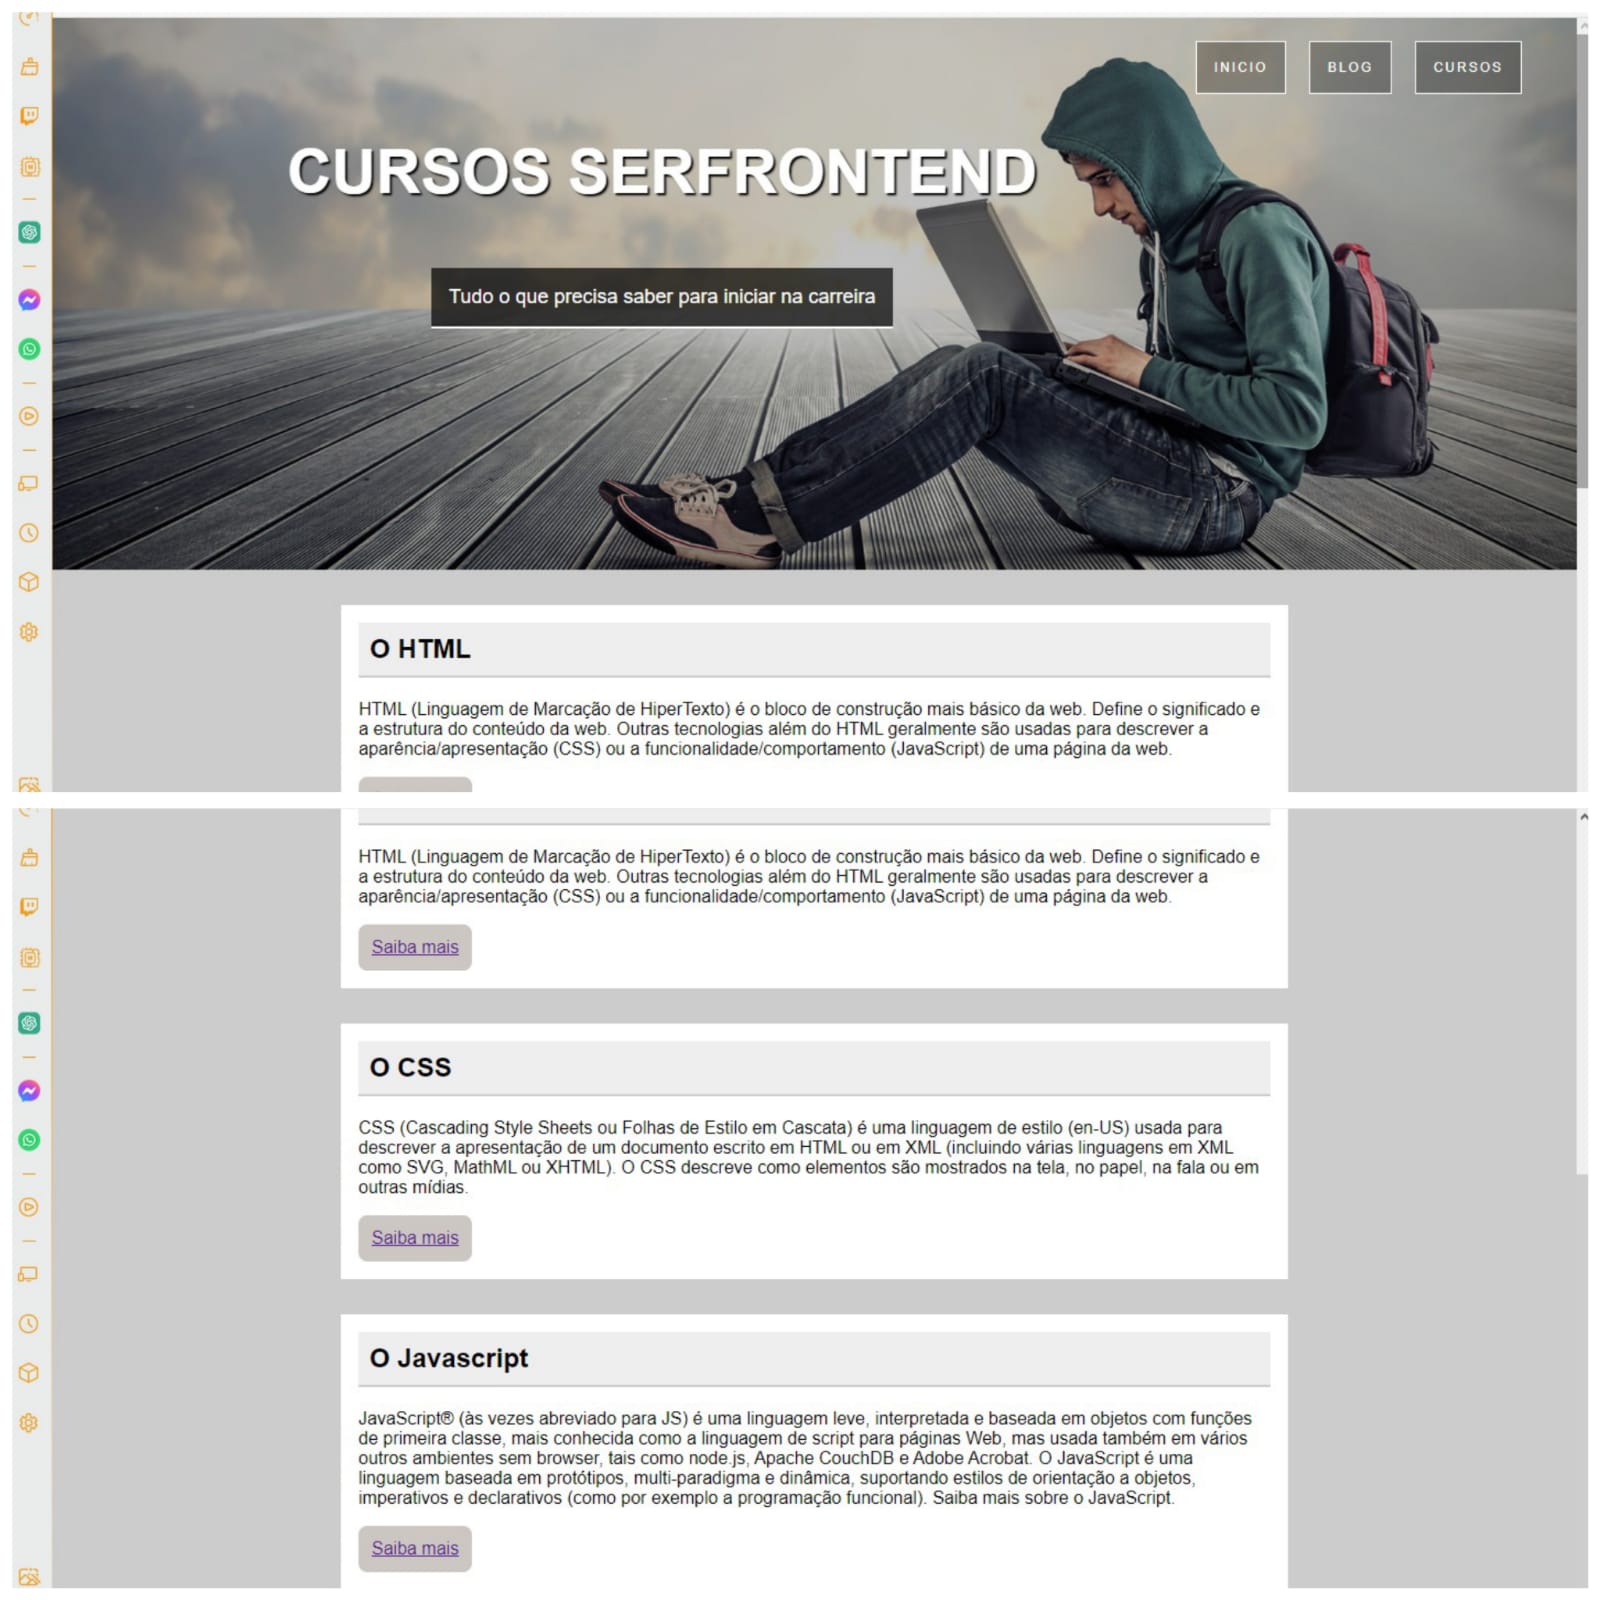 INICIO BLOG CURSOS
CURSOS SERFRONTEND
Tudo o que precisa saber para iniciar na carreira
O HTML
HTML (Linguagem de Marcação de HiperTexto) é o bloco de construção mais básico da web. Define o significado e
a estrutura do conteúdo da web. Outras tecnologias além do HTML geralmente são usadas para descrever a
aparência/apresentação (CSS) ou a funcionalidade/comportamento (JavaScript) de uma página da web.
HTML (Linguagem de Marcação de HiperTexto) é o bloco de construção mais básico da web. Define o significado e
a estrutura do conteúdo da web. Outras tecnologias além do HTML geralmente são usadas para descrever a
aparência/apresentação (CSS) ou a funcionalidade/comportamento (JavaScript) de uma página da web.
Saiba mais
O CSS
CSS (Cascading Style Sheets ou Folhas de Estilo em Cascata) é uma linguagem de estilo (en-US) usada para
descrever a apresentação de um documento escrito em HTML ou em XML (incluindo várias linguagens em XML
como SVG, MathML ou XHTML). O CSS descreve como elementos são mostrados na tela, no papel, na fala ou em
outras mídias.
Saiba mais
O Javascript
JavaScript® (às vezes abreviado para JS) é uma linguagem leve, interpretada e baseada em objetos com funções
de primeira classe, mais conhecida como a linguagem de script para páginas Web, mas usada também em vários
outros ambientes sem browser, tais como node.js, Apache CouchDB e Adobe Acrobat. O JavaScript é uma
linguagem baseada em protótipos, multi-paradigma e dinâmica, suportando estilos de orientação a objetos,
imperativos e declarativos (como por exemplo a programação funcional). Saiba mais sobre o JavaScript.
Saiba mais